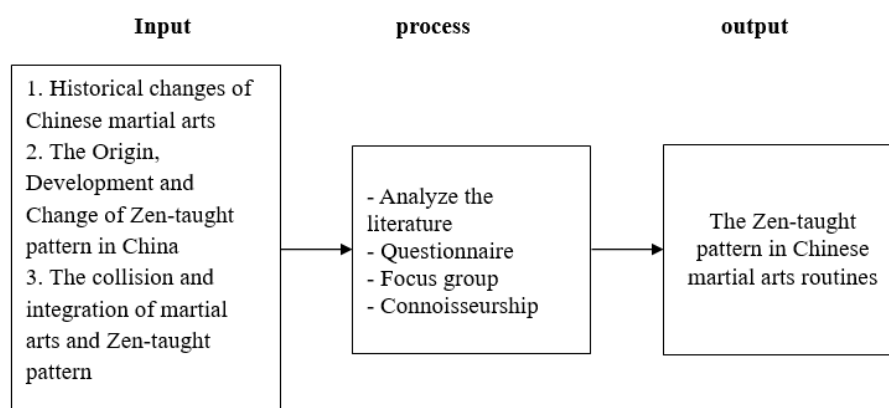 Input
process
output
1. Historical changes of
Chinese martial arts
2. The Origin,
Development and
Change of Zen-taught
pattern in China
3. The collision and
integration of martial
arts and Zen-taught
pattern
- Analyze the
literature
- Questionnaire
- Focus group
- Connoisseurship
The Zen-taught
pattern in Chinese
martial arts routines